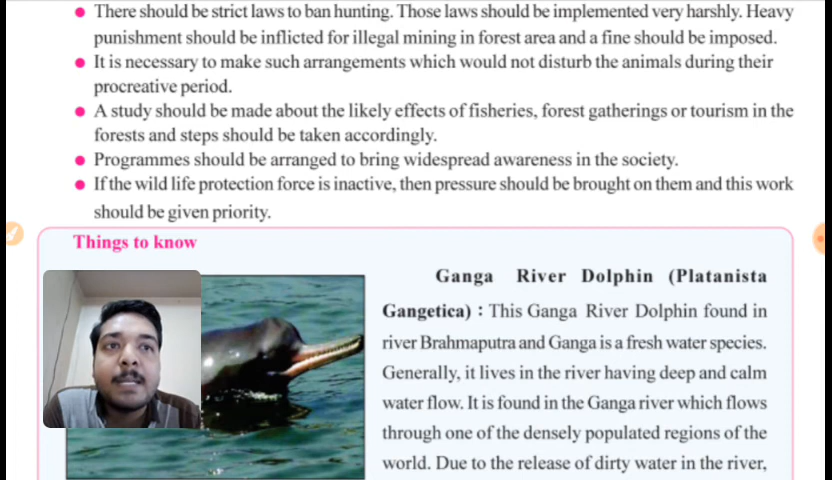 There should be strict laws to ban hunting. Those laws should be implemented very harshly. Heavy
punishment should be inflicted for illegal mining in forest area and a fine should be imposed.
It is necessary to make such arrangements which would not disturb the animals during their
procreative period.
A study should be made about the likely effects of fisheries, forest gatherings or tourism in the
forests and steps should be taken accordingly.
Programmes should be arranged to bring widespread awareness in the society.
If the wild life protection force is inactive, then pressure should be brought on them and this work
should be given priority.
Things to know
Ganga River Dolphin (Platanista
Gangetica) : This Ganga River Dolphin found in
river Brahmaputra and Ganga is a fresh water species.
Generally, it lives in the river having deep and calm
water flow. It is found in the Ganga river which flows
through one of the densely populated regions of the
world. Due to the release of dirty water in the river,